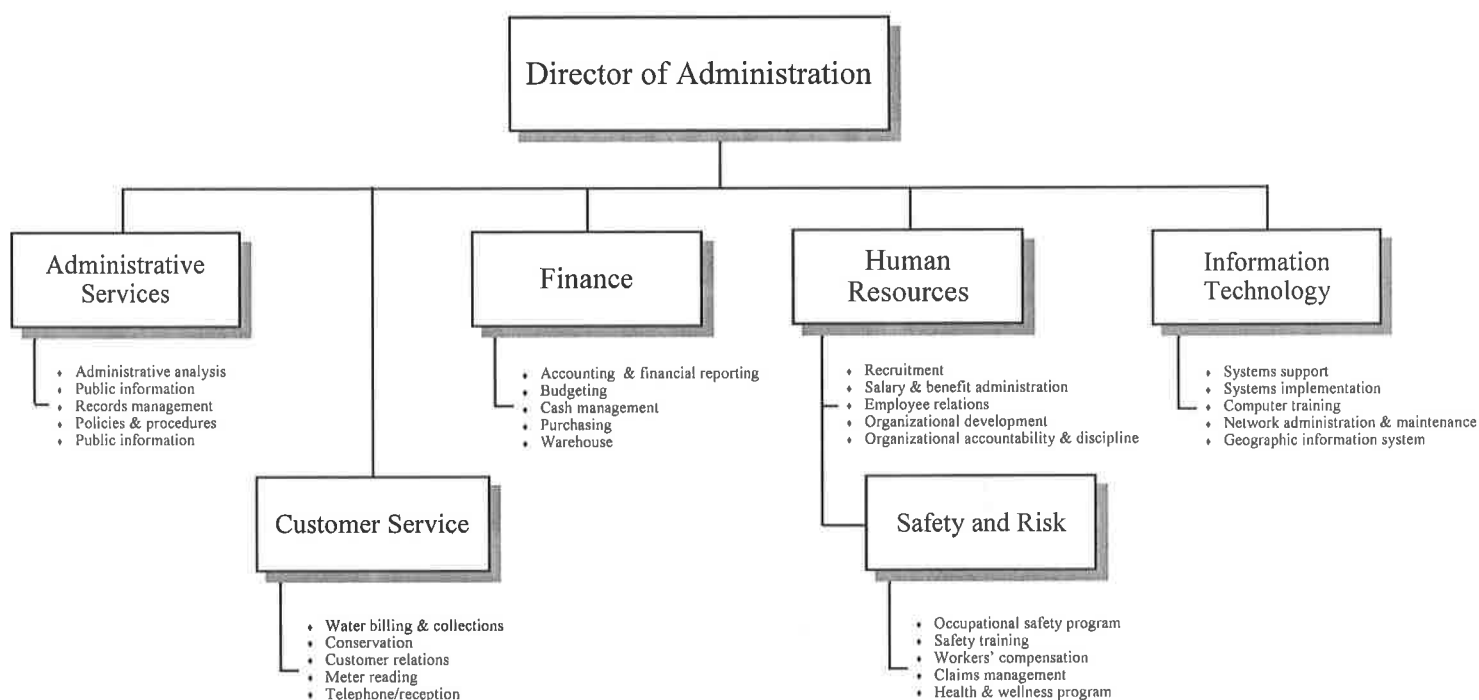 Director of Administration
Administrative
Services
Administrative analysis
Public information
Records management
Policies & procedures
Public information
Customer Service
Water billing & collections
Conservation
Customer relations
Meter reading
Telephone/reception
Finance
Accounting & financial reporting
Budgeting
Cash management
Purchasing
Warehouse
Human
Resources
Recruitment
Salary & benefit administration
Employee relations
Organizational development
Organizational accountability & discipline
Safety and Risk
Occupational safety program
Safety training
Workers' compensation
Claims management
Health & wellness program
Information
Technology
Systems support
Systems implementation
Computer training
Network administration & maintenance
Geographic information system